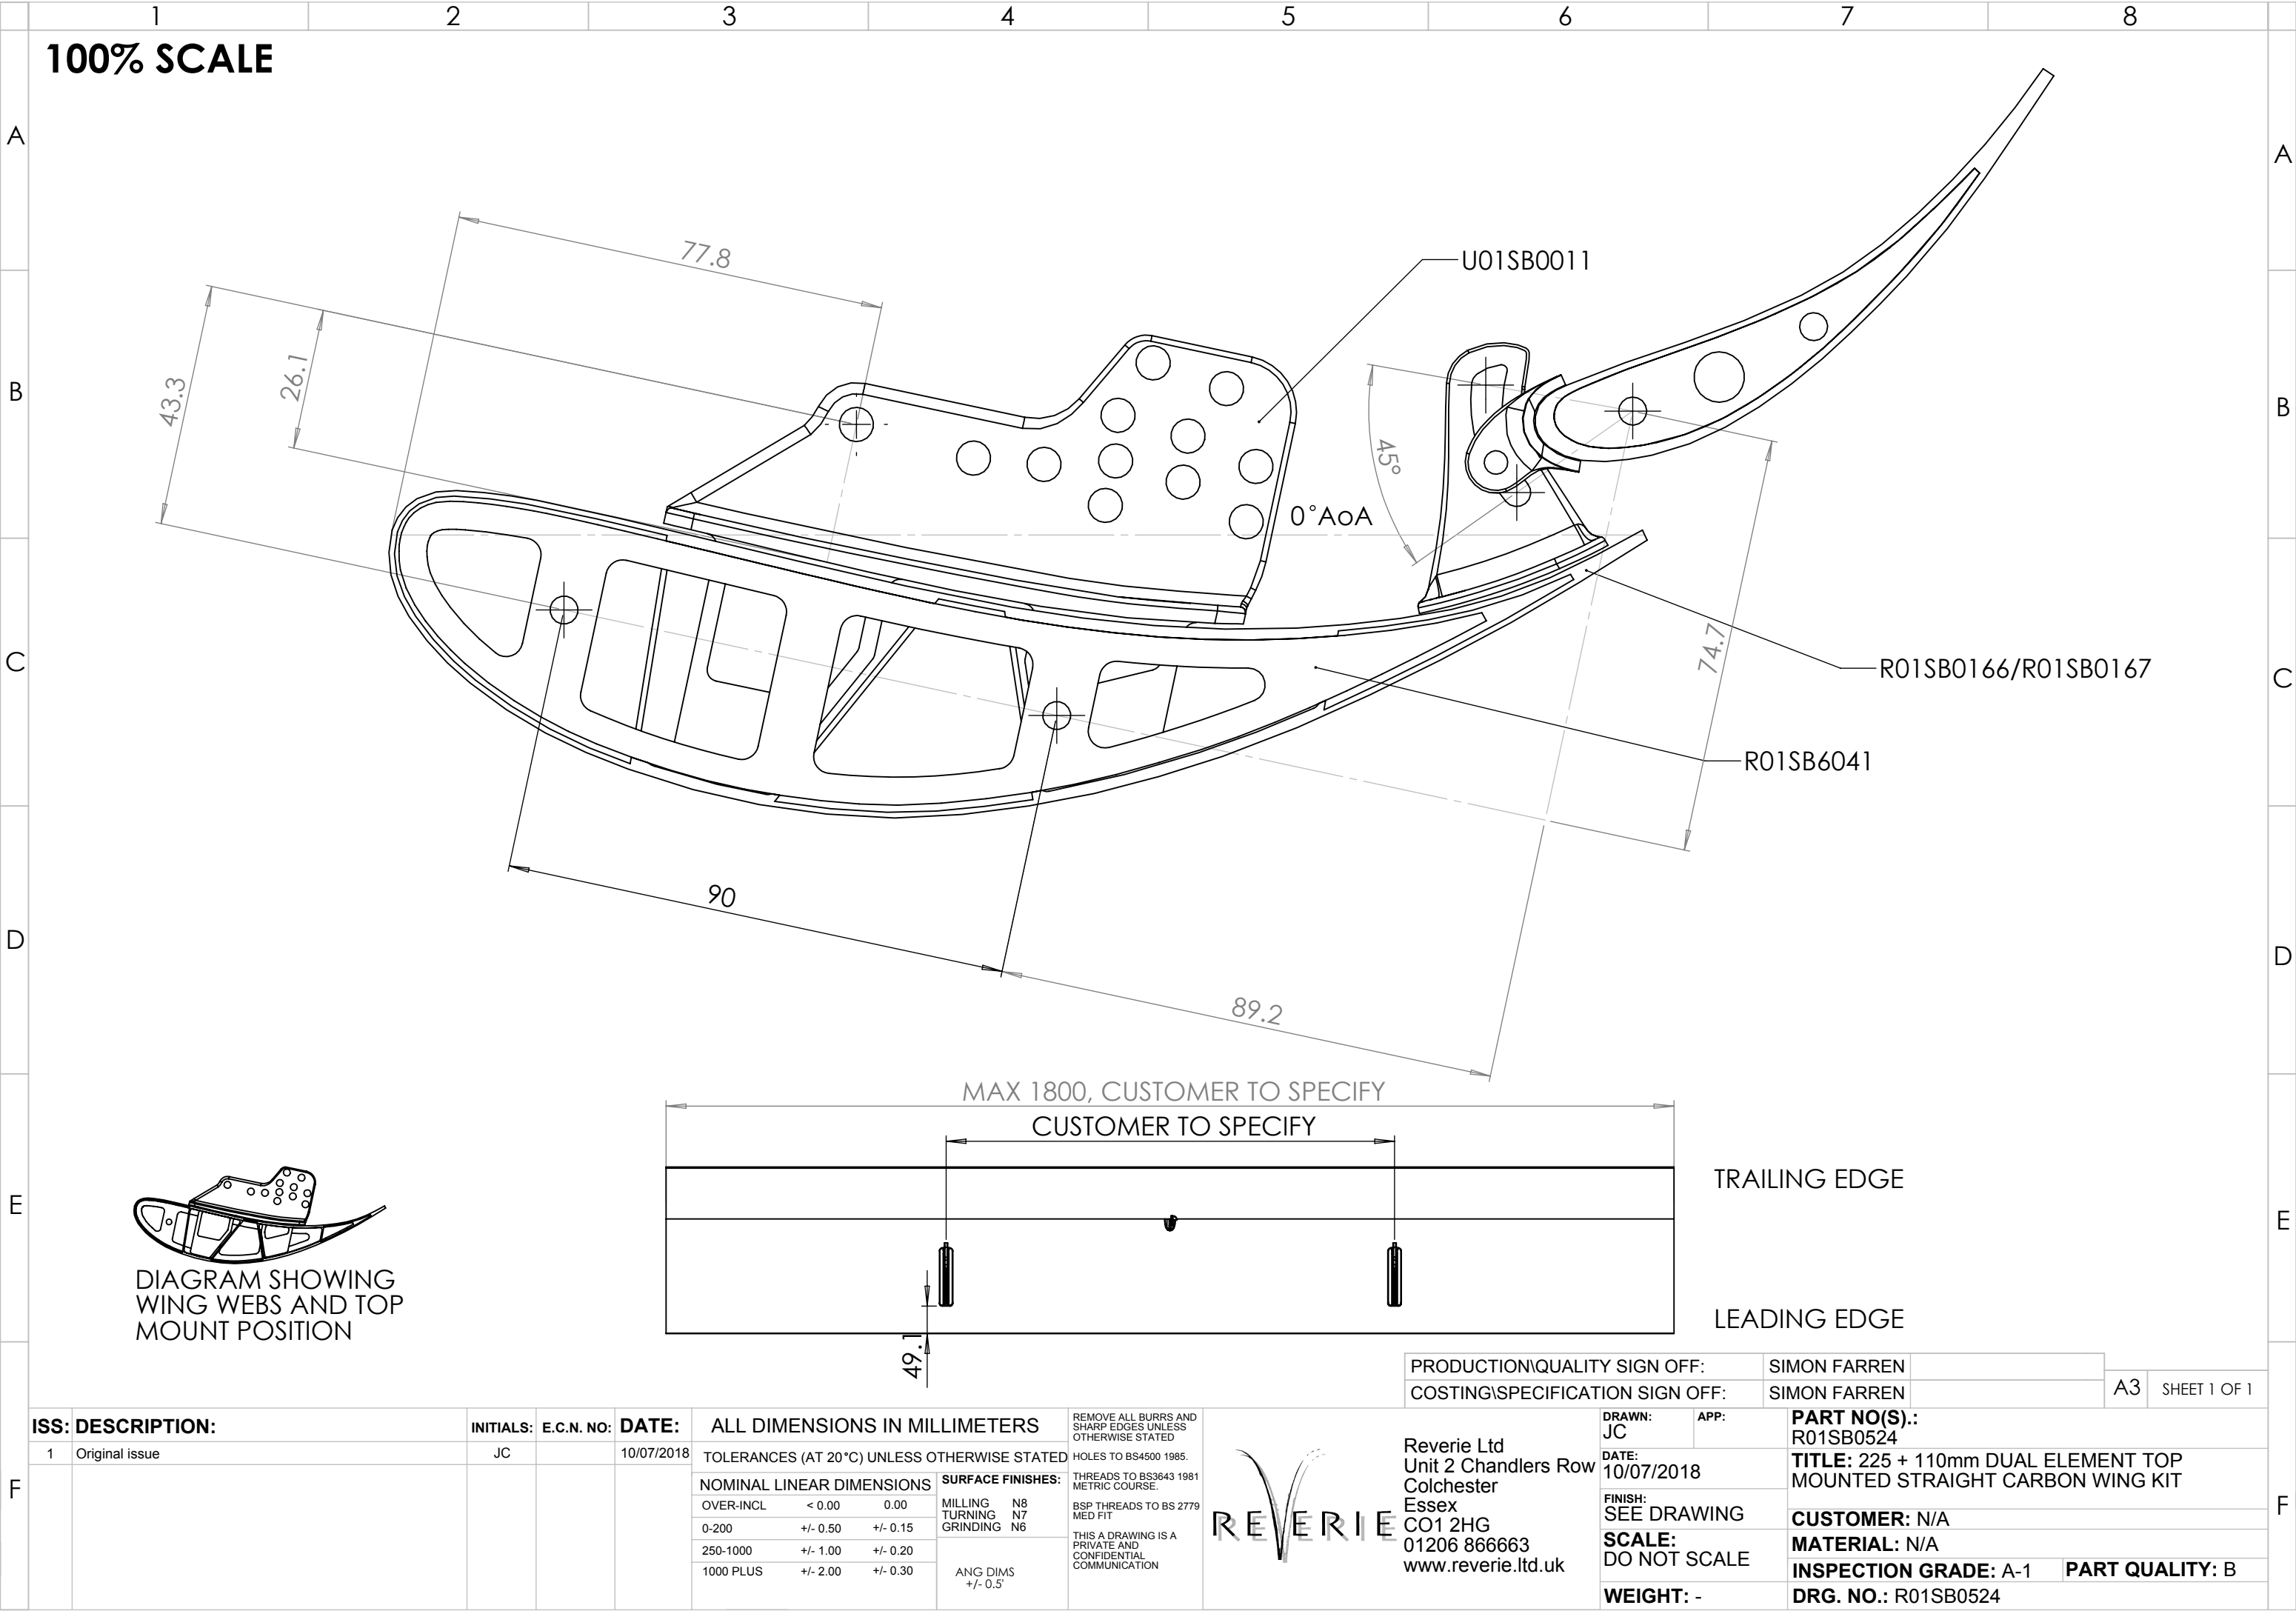 1 2 3 4 5 6 7 8
100% SCALE
A A
77.8
U01SB0011
43.3
26.1
B B
45°
0°AoA
74.7
C C
R01SB0166/R01SB0167
R01SB6041
90
D D
89.2
MAX 1800, CUSTOMER TO SPECIFY
CUSTOMER TO SPECIFY
TRAILING EDGE
E E
DIAGRAM SHOWING
WING WEBS AND TOP
MOUNT POSITION
LEADING EDGE
49.1
PRODUCTION\QUALITY SIGN OFF: SIMON FARREN
COSTING\SPECIFICATION SIGN OFF: SIMON FARREN
A3 SHEET 1 OF 1
F F
ISS: DESCRIPTION: INITIALS: E.C.N. NO: DATE:
1 Original issue JC 10/07/2018
ALL DIMENSIONS IN MILLIMETERS
TOLERANCES (AT 20°C) UNLESS OTHERWISE STATED
NOMINAL LINEAR DIMENSIONS
OVER-INCL < 0.00 0.00
0-200 +/- 0.50 +/- 0.15
250-1000 +/- 1.00 +/- 0.20
1000 PLUS +/- 2.00 +/- 0.30
SURFACE FINISHES:
MILLING N8
TURNING N7
GRINDING N6
ANG DIMS
+/- 0.5'
REMOVE ALL BURRS AND
SHARP EDGES UNLESS
OTHERWISE STATED
HOLES TO BS4500 1985.
THREADS TO BS3643 1981
METRIC COURSE.
BSP THREADS TO BS 2779
MED FIT
THIS A DRAWING IS A
PRIVATE AND
CONFIDENTIAL
COMMUNICATION
REVERIE
Reverie Ltd
Unit 2 Chandlers Row
Colchester
Essex
CO1 2HG
01206 866663
www.reverie.ltd.uk
DRAWN: APP:
JC
DATE:
10/07/2018
FINISH:
SEE DRAWING
SCALE:
DO NOT SCALE
WEIGHT: -
PART NO(S).:
R01SB0524
TITLE: 225 + 110mm DUAL ELEMENT TOP
MOUNTED STRAIGHT CARBON WING KIT
CUSTOMER: N/A
MATERIAL: N/A
INSPECTION GRADE: A-1 PART QUALITY: B
DRG. NO.: R01SB0524